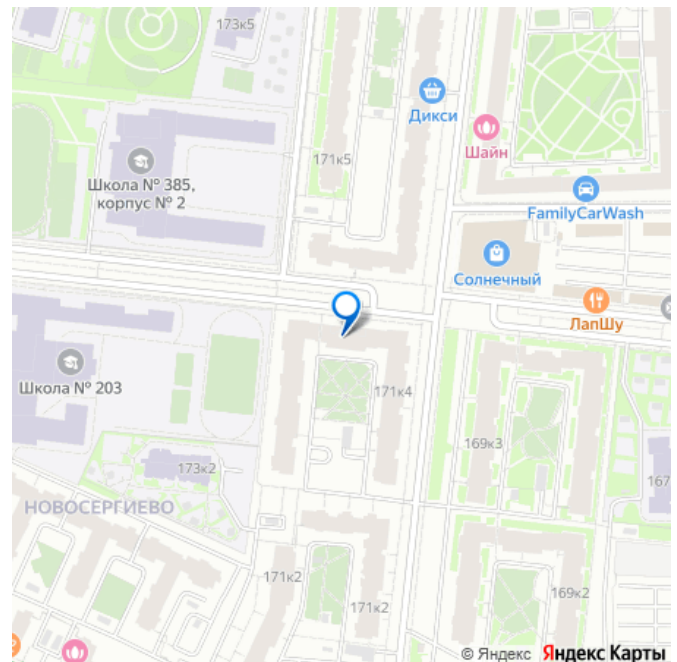 173к5
Дикси
Шайн
171к5
Школа № 385,
корпус № 2
FamilyCarWash
Солнечный
ЛапШу
Школа № 203
171к4
169к3
173к2
167
НОВОСЕРГИЕВО
171к2
171к2
169к2
© Яндекс Яндекс Карты